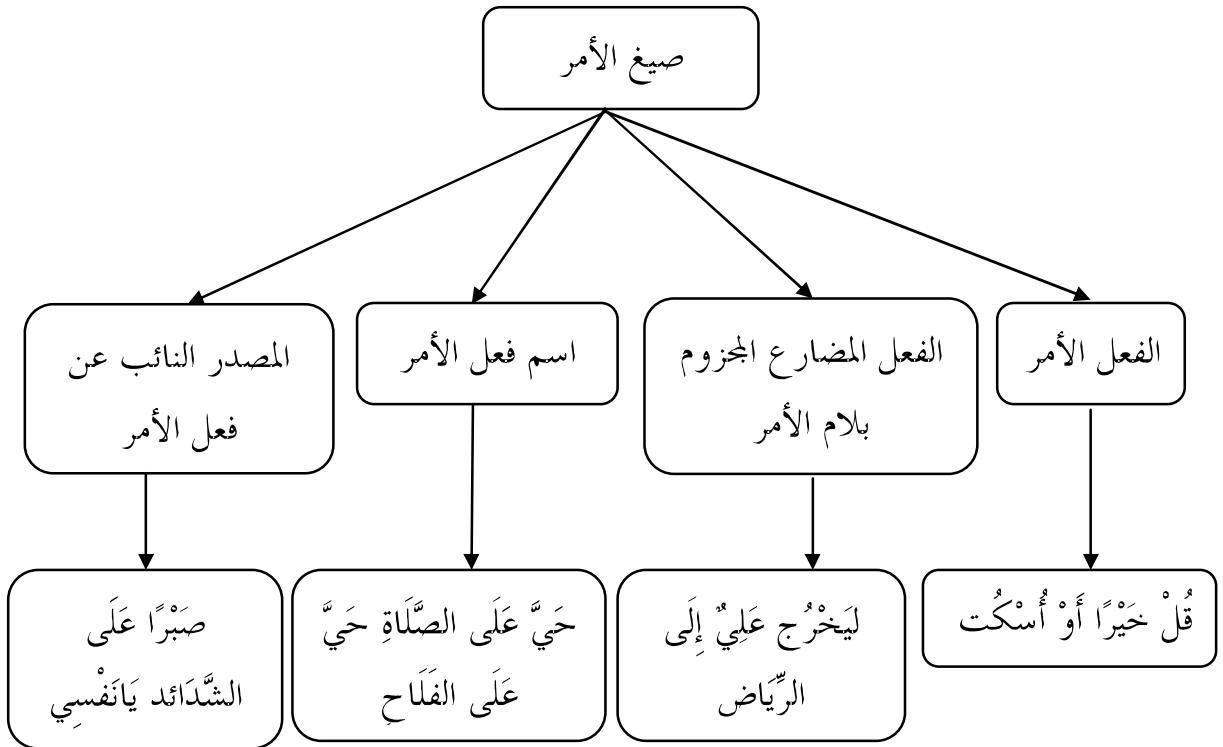 صيغ الأمر
الفعل الأمر
الفعل المضارع المجزوم
بلام الأمر
اسم فعل الأمر
المصدر النائب عن
فعل الأمر
قُلْ خَيْرًا أَوْ أُسْكُت
ليَخْرُج عَلِيٌ إِلَى
الرِّيَاض
حَيَّ عَلَى الصَّلَاةِ حَيَّ
عَلَى الفَلَاحِ
صَبْرًا عَلَى
الشَّدَائد يَانَفْسِي